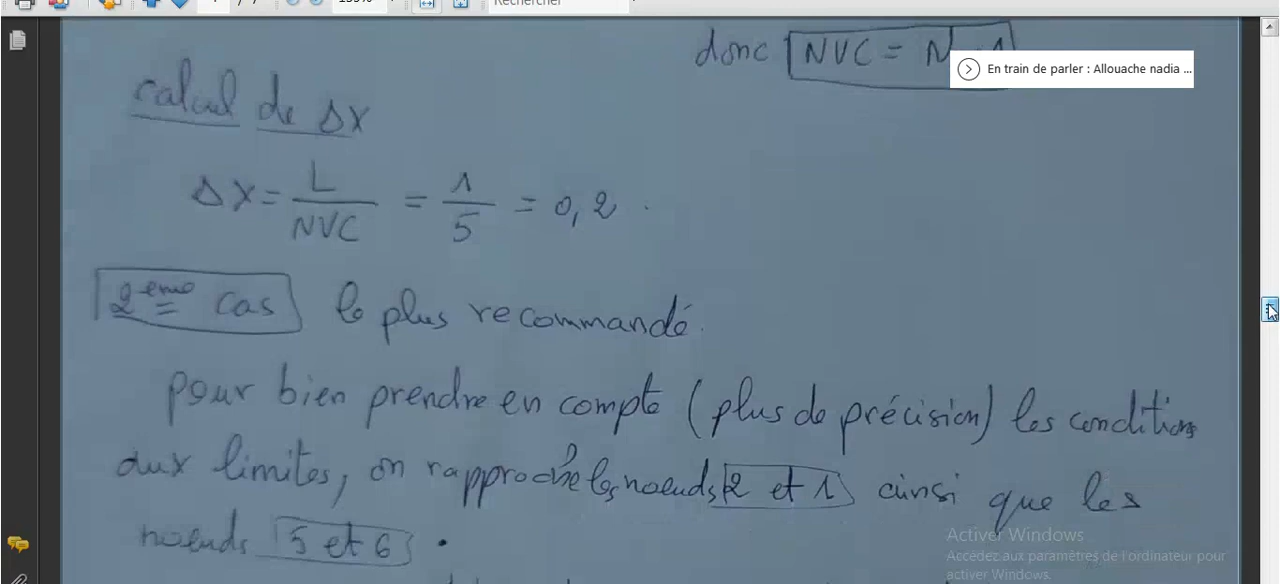 Rechercher
donc NVC = N
En train de parler : Allouache nadia ...
calcul de Δx
Δx = L/NVC = 1/5 = 0,2
2ème cas le plus recommandé.
pour bien prendre en compte (plus de précision) les conditions
aux limites, on rapproche les noeuds 2 et 1 ainsi que les
noeuds 5 et 6.
Activer Windows
Accédez aux paramètres de l'ordinateur pour
activer Windows.